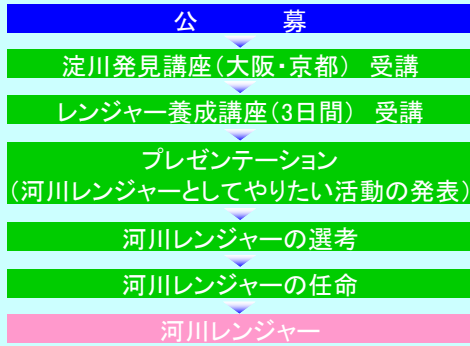 公　　募
淀川発見講座(大阪・京都)　受講
レンジャー養成講座(3日間)　受講
プレゼンテーション
(河川レンジャーとしてやりたい活動の発表)
河川レンジャーの選考
河川レンジャーの任命
河川レンジャー